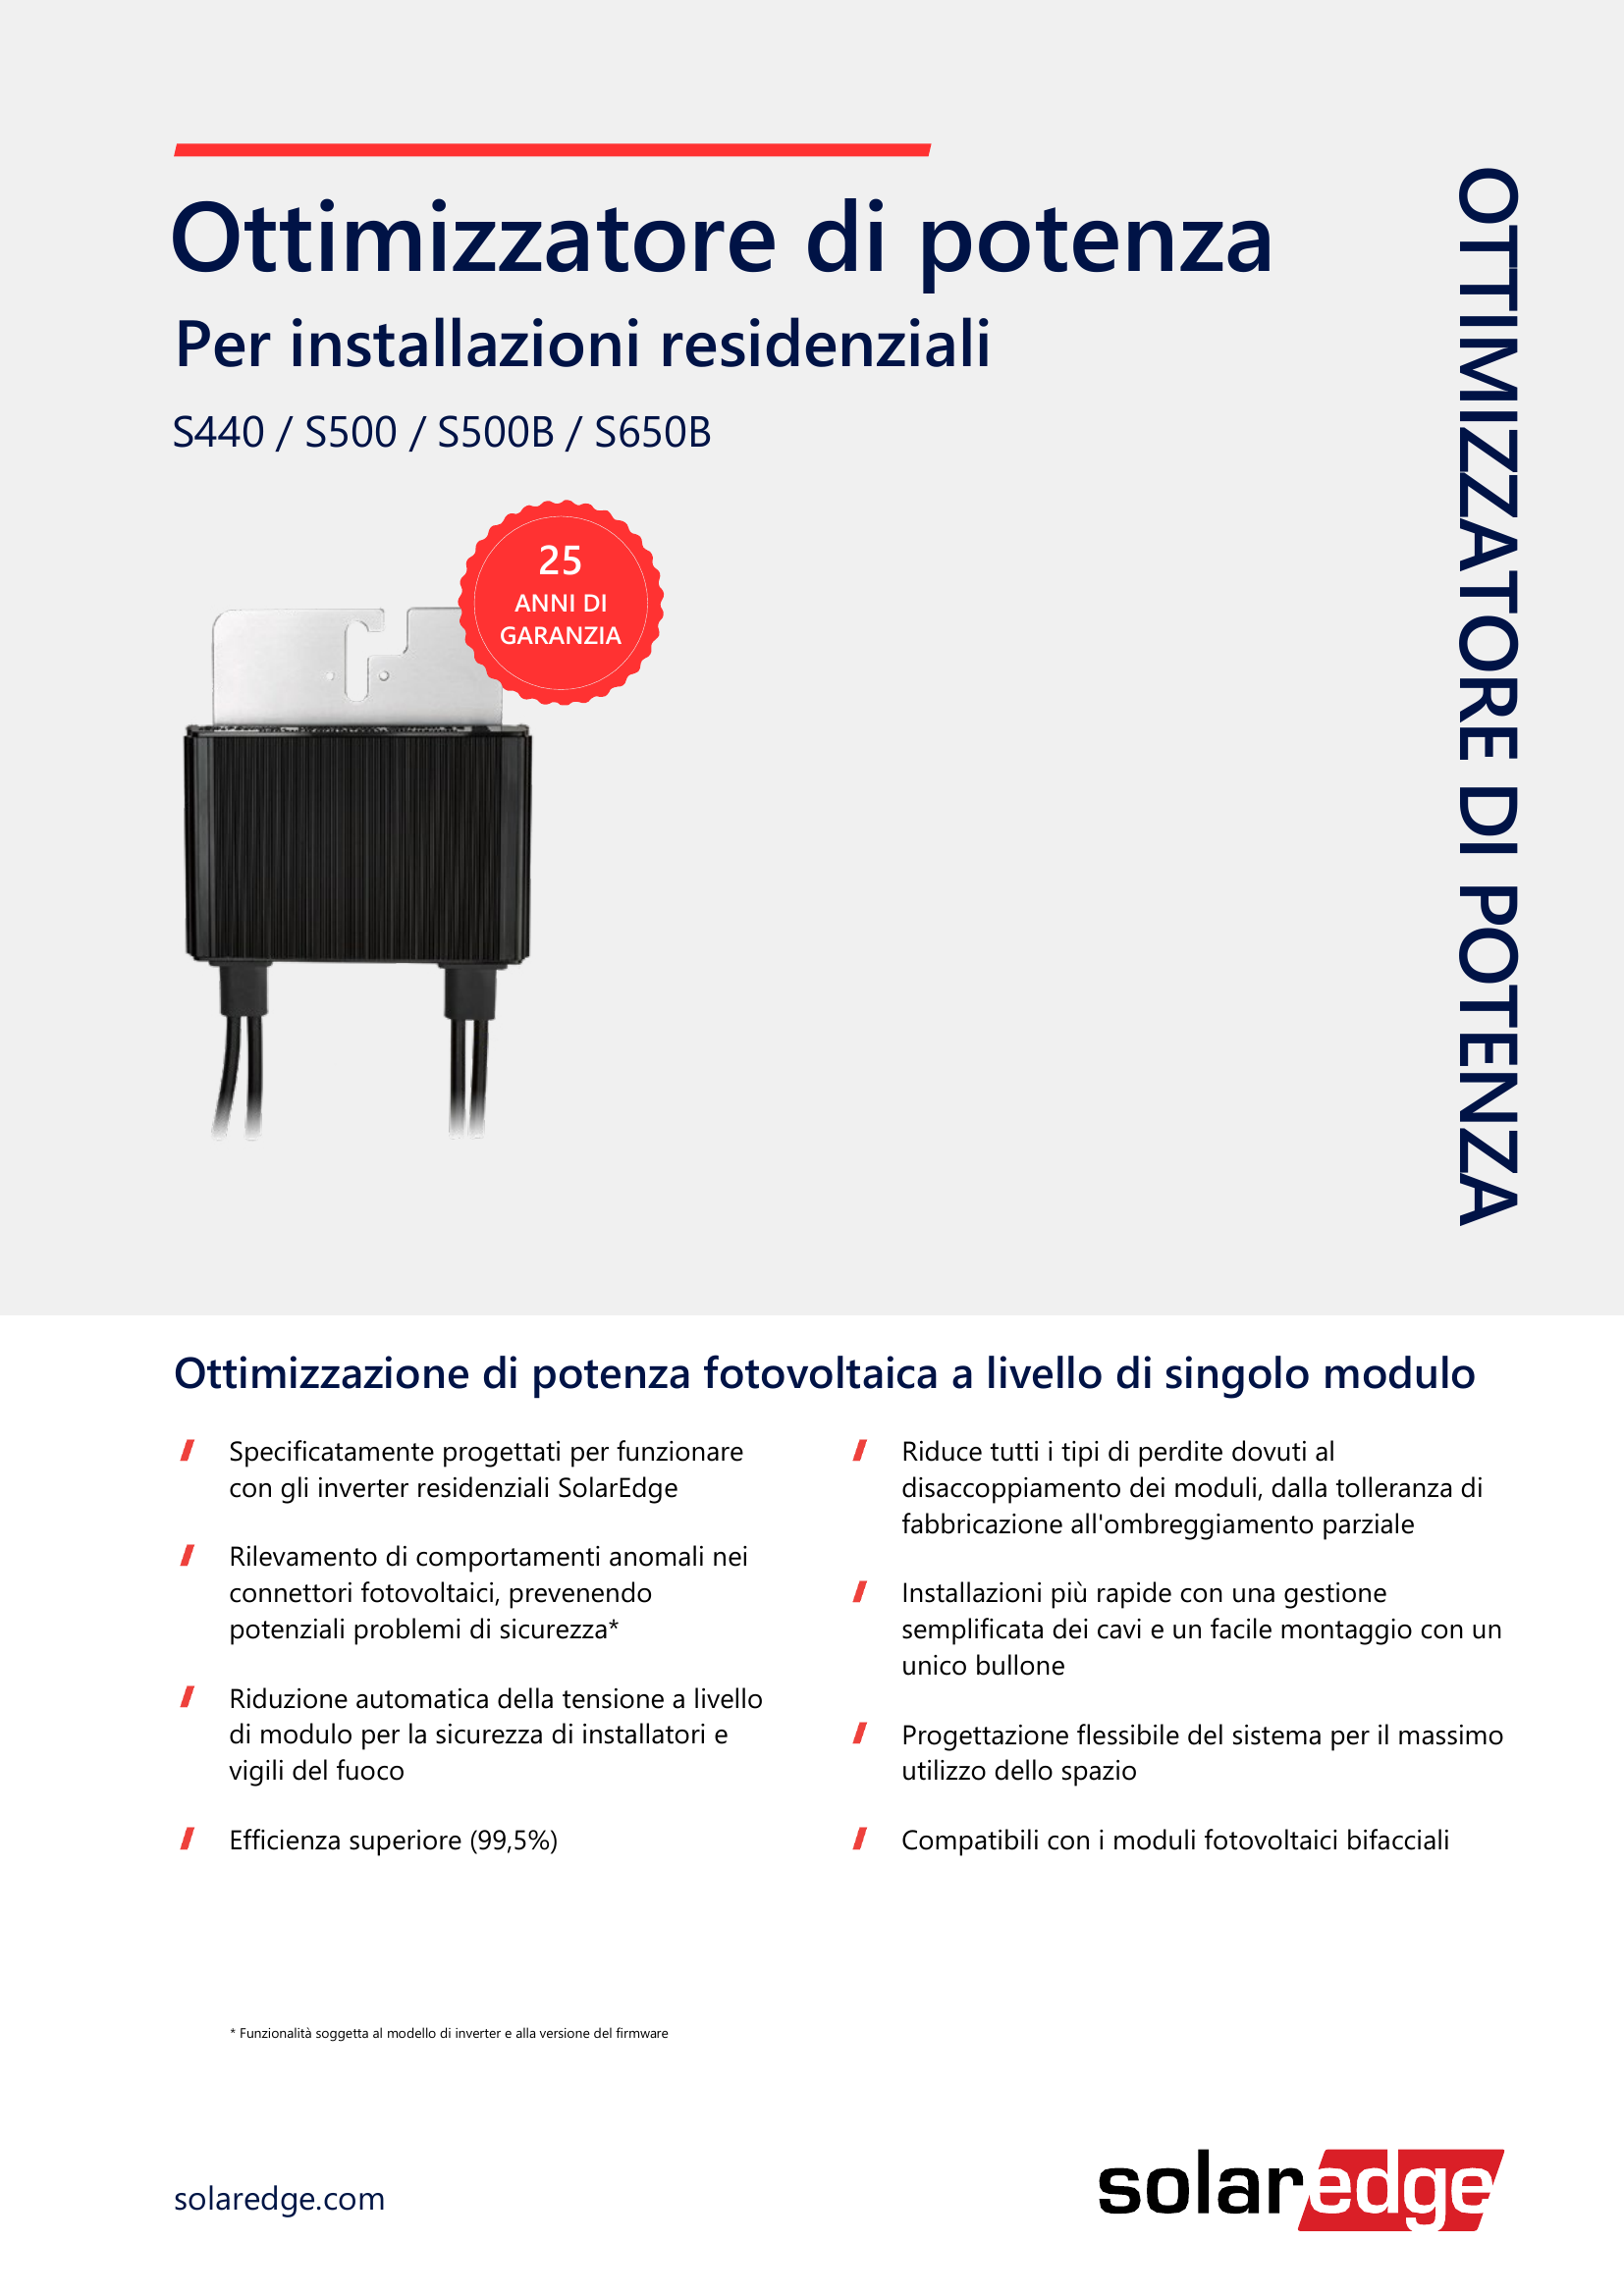 Ottimizzatore di potenza
Per installazioni residenziali
S440 / S500 / S500B / S650B
25
ANNI DI
GARANZIA
OTTIMIZZATORE DI POTENZA
Ottimizzazione di potenza fotovoltaica a livello di singolo modulo
Specificatamente progettati per funzionare
con gli inverter residenziali SolarEdge
Rilevamento di comportamenti anomali nei
connettori fotovoltaici, prevenendo
potenziali problemi di sicurezza*
Riduzione automatica della tensione a livello
di modulo per la sicurezza di installatori e
vigili del fuoco
Efficienza superiore (99,5%)
Riduce tutti i tipi di perdite dovuti al
disaccoppiamento dei moduli, dalla tolleranza di
fabbricazione all'ombreggiamento parziale
Installazioni più rapide con una gestione
semplificata dei cavi e un facile montaggio con un
unico bullone
Progettazione flessibile del sistema per il massimo
utilizzo dello spazio
Compatibili con i moduli fotovoltaici bifacciali
* Funzionalità soggetta al modello di inverter e alla versione del firmware
solaredge.com
solaredge